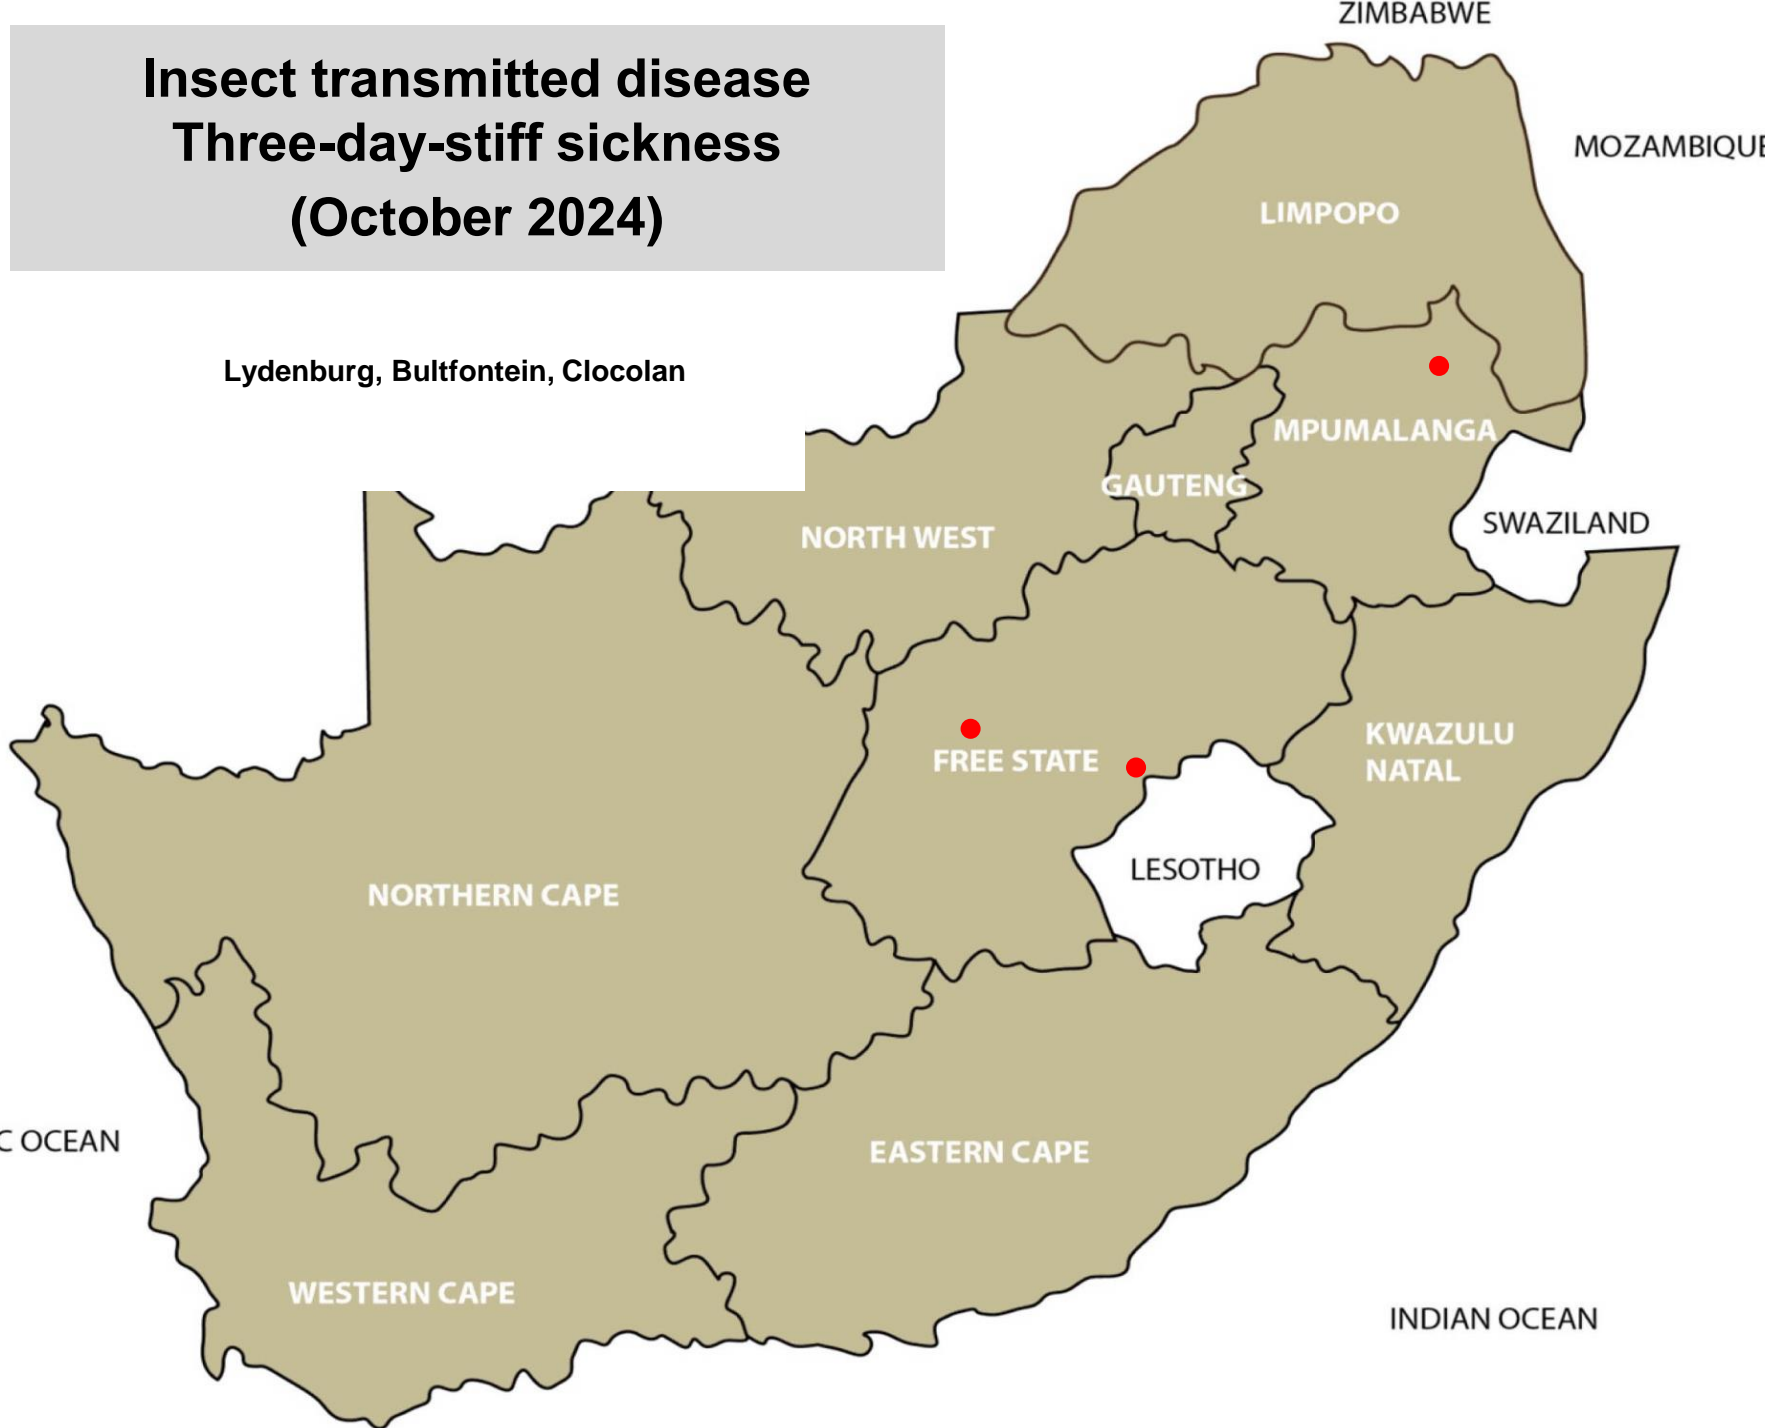 ZIMBABWE
Insect transmitted disease
Three-day-stiff sickness
(October 2024)
MOZAMBIQUE
LIMPOPO
Lydenburg, Bultfontein, Clocolan
MPUMALANGA
GAUTENG
SWAZILAND
NORTH WEST
KWAZULU
NATAL
FREE STATE
LESOTHO
NORTHERN CAPE
C OCEAN
EASTERN CAPE
WESTERN CAPE
INDIAN OCEAN